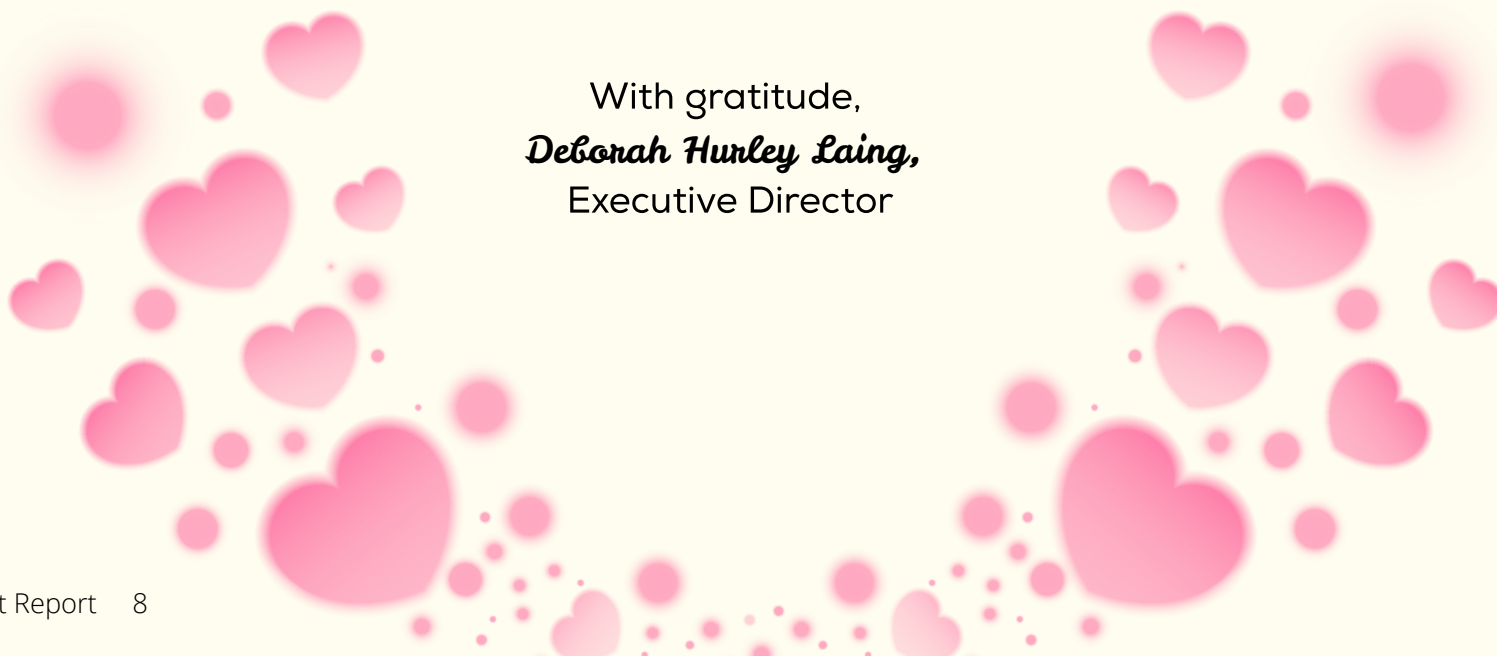 With gratitude,
Deborah Hurley Laing,
Executive Director
t Report 8